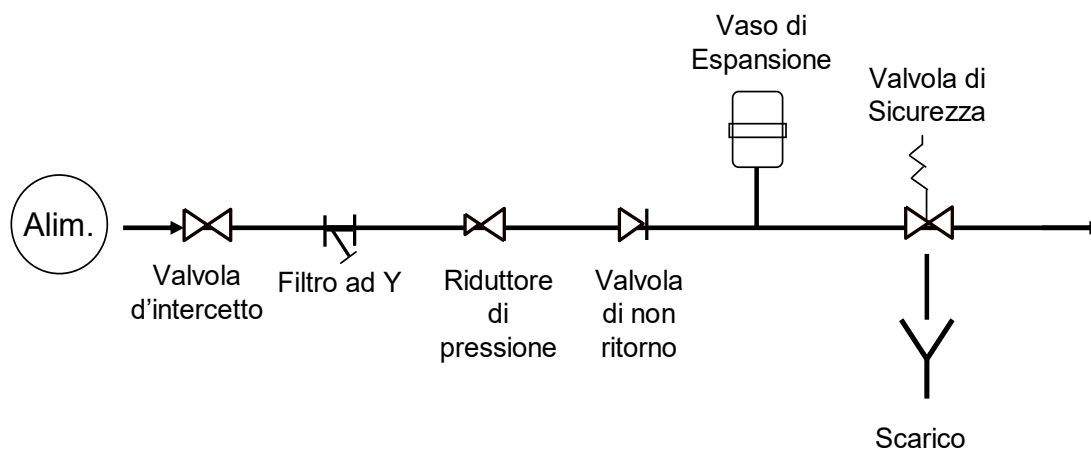 Vaso di
Espansione
Valvola di
Sicurezza
Alim.
Valvola
d’intercetto
Filtro ad Y
Riduttore
di
pressione
Valvola
di non
ritorno
Scarico